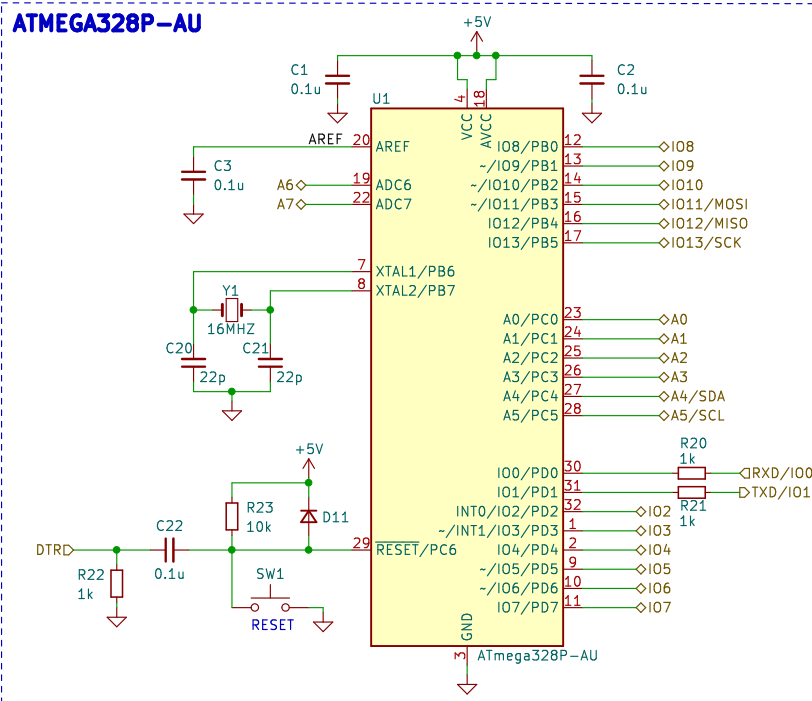 ATMEGA328P-AU
+5V
C1
0.1u
C2
0.1u
U1
4
18
VCC
AVCC
AREF
20
AREF
IO8/PB0
12
IO8
C3
0.1u
~/IO9/PB1
13
IO9
A6
19
ADC6
~/IO10/PB2
14
IO10
A7
22
ADC7
~/IO11/PB3
15
IO11/MOSI
IO12/PB4
16
IO12/MISO
IO13/PB5
17
IO13/SCK
7
XTAL1/PB6
8
XTAL2/PB7
Y1
16MHZ
C20
22p
C21
22p
A0/PC0
23
A0
A1/PC1
24
A1
A2/PC2
25
A2
A3/PC3
26
A3
A4/PC4
27
A4/SDA
A5/PC5
28
A5/SCL
+5V
R20
1k
IO0/PD0
30
RXD/IO0
IO1/PD1
31
TXD/IO1
R21
1k
R23
10k
D11
INT0/IO2/PD2
32
IO2
~/INT1/IO3/PD3
1
IO3
DTR
C22
0.1u
29
RESET/PC6
IO4/PD4
2
IO4
R22
1k
SW1
RESET
~/IO5/PD5
9
IO5
~/IO6/PD6
10
IO6
IO7/PD7
11
IO7
GND
3
ATmega328P-AU